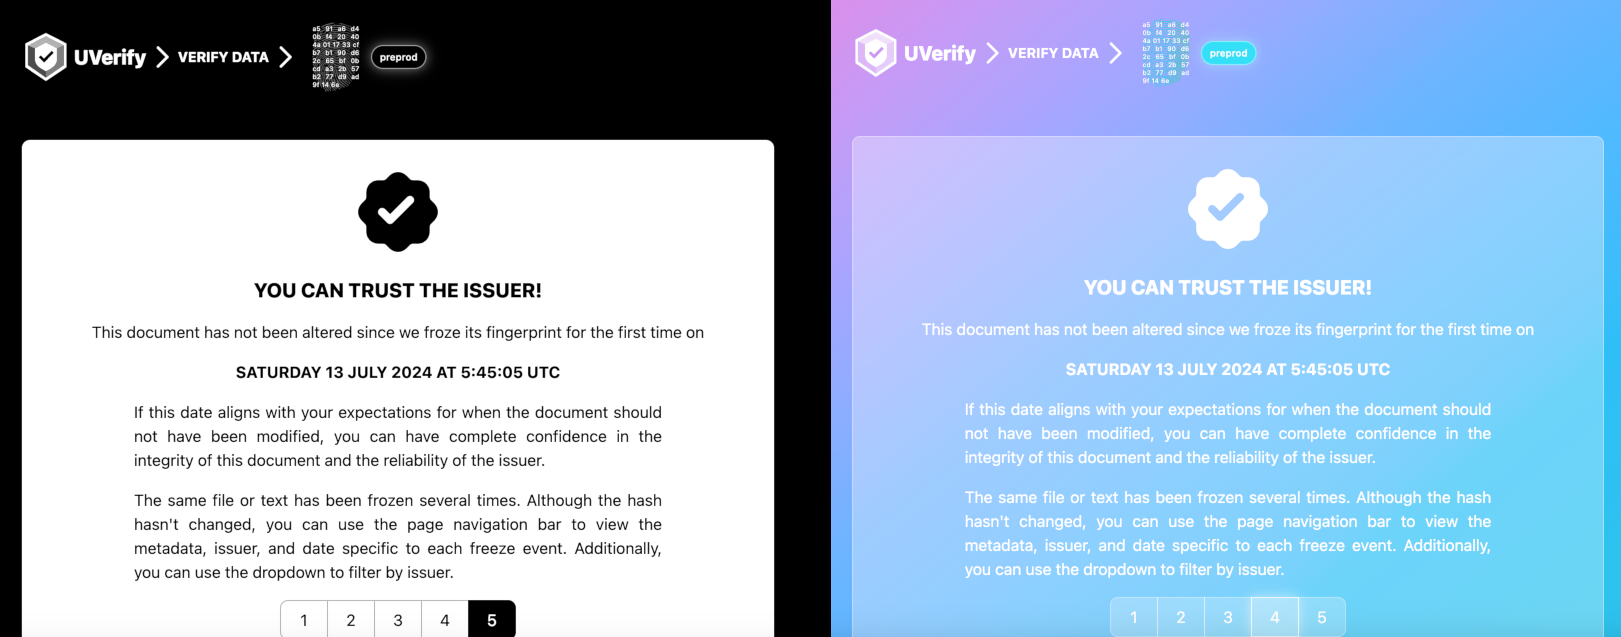 UVerify VERIFY DATA preprod
a5 91 a6 d4
0b f4 20 40
4a 01 17 33 cf
b7 b1 90 d6
2c 65 bf 0b
cd a3 2b 57
b2 77 d9 ad
9f 14 6e
YOU CAN TRUST THE ISSUER!
This document has not been altered since we froze its fingerprint for the first time on
SATURDAY 13 JULY 2024 AT 5:45:05 UTC
If this date aligns with your expectations for when the document should
not have been modified, you can have complete confidence in the
integrity of this document and the reliability of the issuer.
The same file or text has been frozen several times. Although the hash
hasn't changed, you can use the page navigation bar to view the
metadata, issuer, and date specific to each freeze event. Additionally,
you can use the dropdown to filter by issuer.
1 2 3 4 5
UVerify VERIFY DATA preprod
a5 91 a6 d4
0b f4 20 40
4a 01 17 33 cf
b7 b1 90 d6
2c 65 bf 0b
cd a3 2b 57
b2 77 d9 ad
9f 14 6e
YOU CAN TRUST THE ISSUER!
This document has not been altered since we froze its fingerprint for the first time on
SATURDAY 13 JULY 2024 AT 5:45:05 UTC
If this date aligns with your expectations for when the document should
not have been modified, you can have complete confidence in the
integrity of this document and the reliability of the issuer.
The same file or text has been frozen several times. Although the hash
hasn't changed, you can use the page navigation bar to view the
metadata, issuer, and date specific to each freeze event. Additionally,
you can use the dropdown to filter by issuer.
1 2 3 4 5